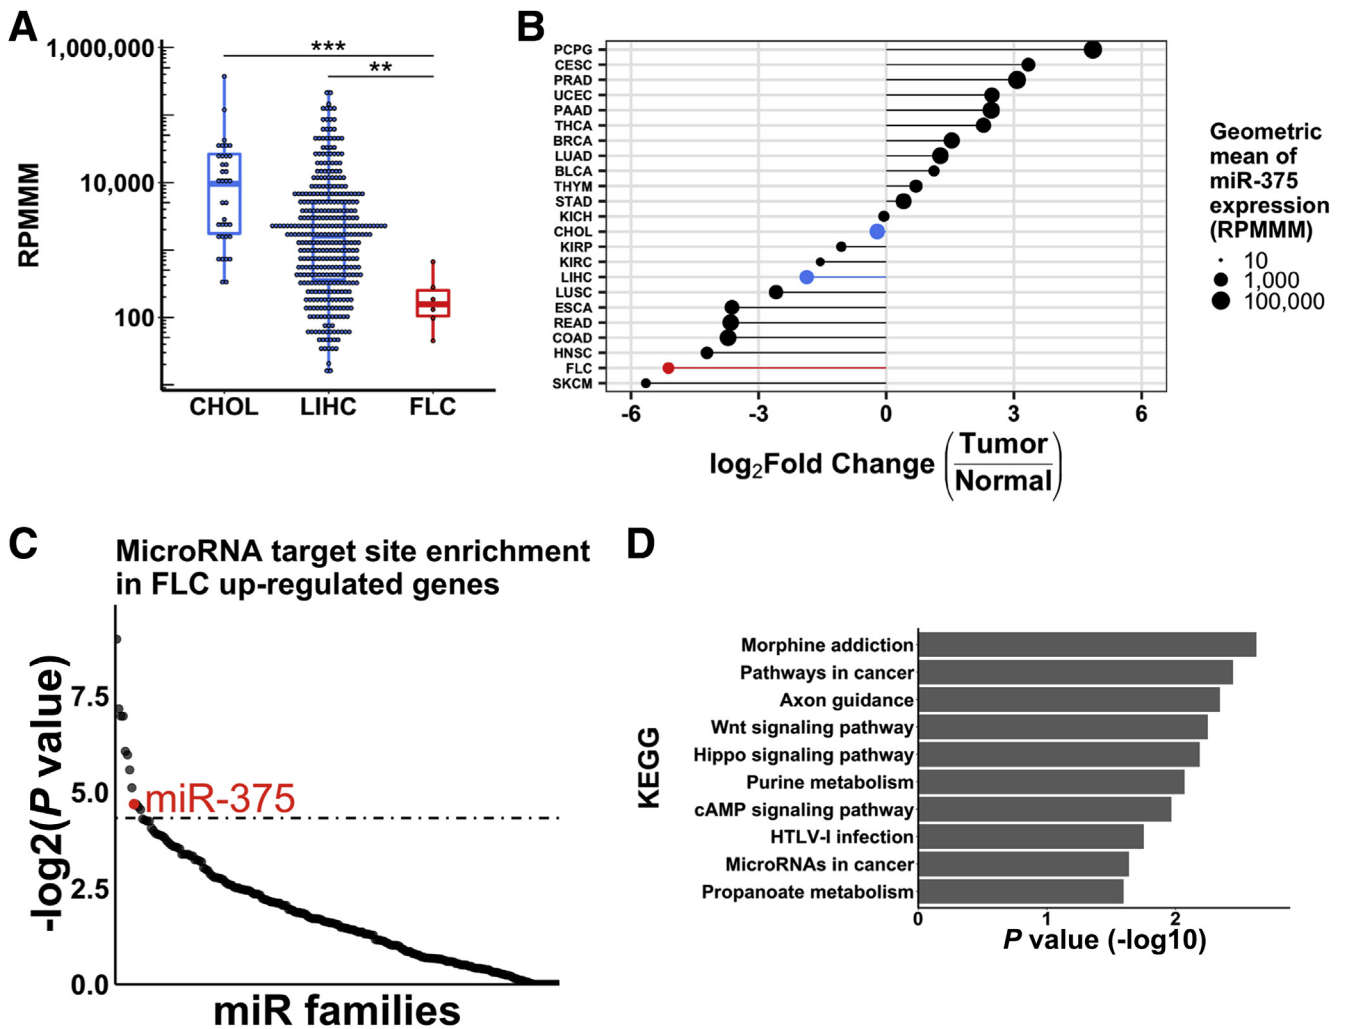 A
1,000,000
10,000
100
RPMMM
***
**
CHOL LIHC FLC
B
PCPG
CESC
PRAD
UCEC
PAAD
THCA
BRCA
LUAD
BLCA
THYM
STAD
KICH
CHOL
KIRP
KIRC
LIHC
LUSC
ESCA
READ
COAD
HNSC
FLC
SKCM
-6 -3 0 3 6
log2Fold Change (Tumor/Normal)
Geometric
mean of
miR-375
expression
(RPMMM)
10
1,000
100,000
C
MicroRNA target site enrichment
in FLC up-regulated genes
-log2(P value)
7.5
5.0
2.5
0.0
miR-375
miR families
D
KEGG
Morphine addiction
Pathways in cancer
Axon guidance
Wnt signaling pathway
Hippo signaling pathway
Purine metabolism
cAMP signaling pathway
HTLV-I infection
MicroRNAs in cancer
Propanoate metabolism
0 1 2
P value (-log10)